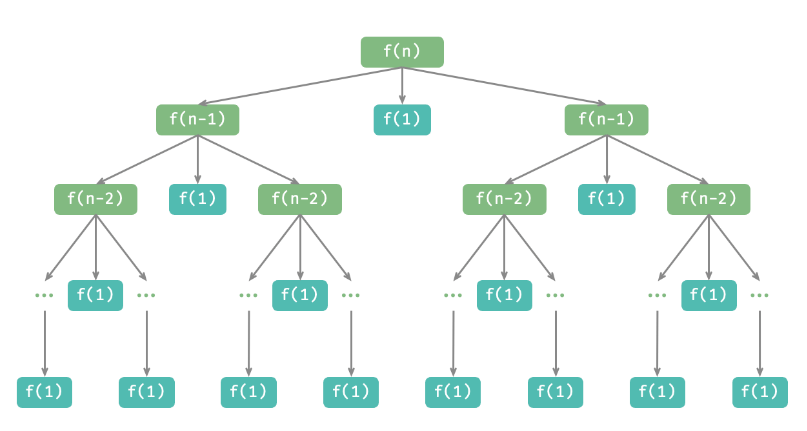 f(n)
f(n-1) f(1) f(n-1)
f(n-2) f(1) f(n-2) f(n-2) f(1) f(n-2)
... f(1) ... ... f(1) ... ... f(1) ... ... f(1) ...
f(1) f(1) f(1) f(1) f(1) f(1) f(1) f(1)